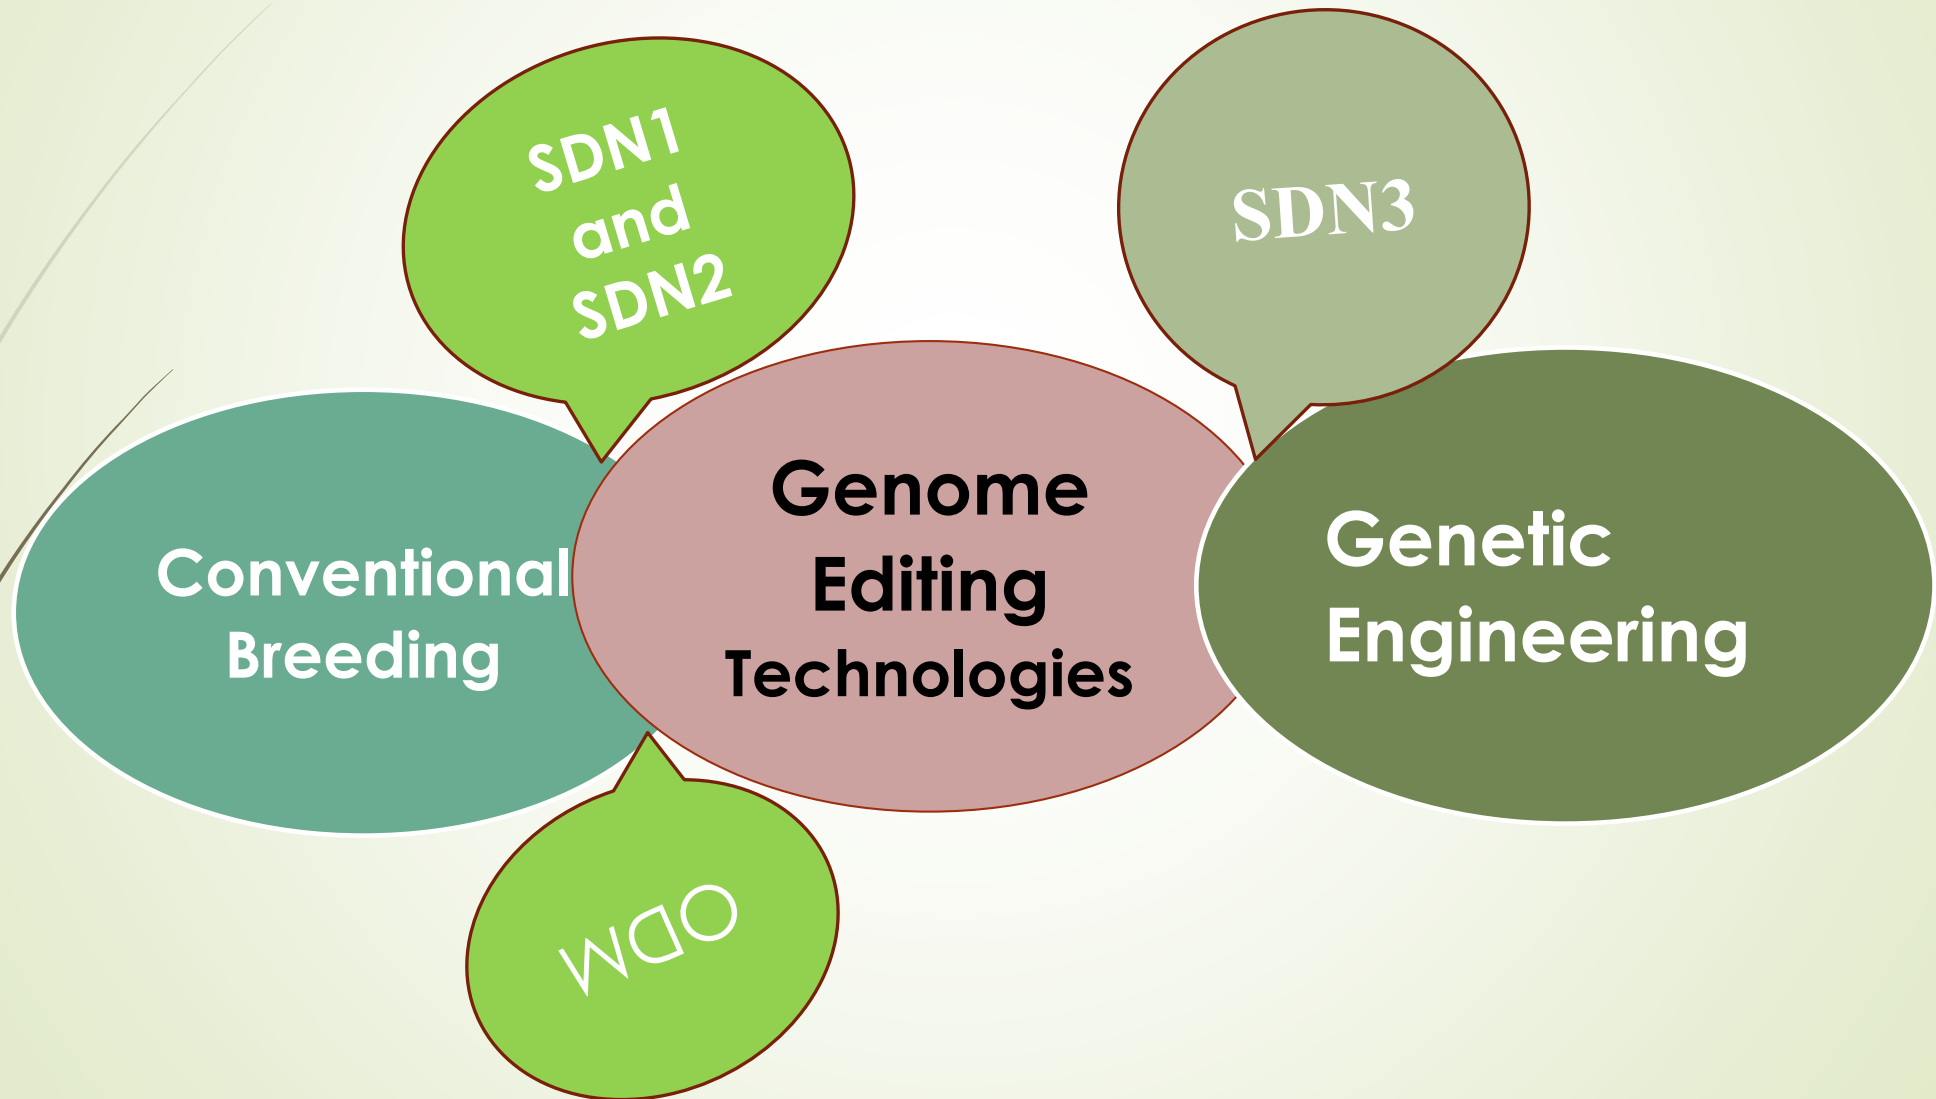 SDN1
and
SDN2
SDN3
Conventional
Breeding
Genome
Editing
Technologies
Genetic
Engineering
ODM